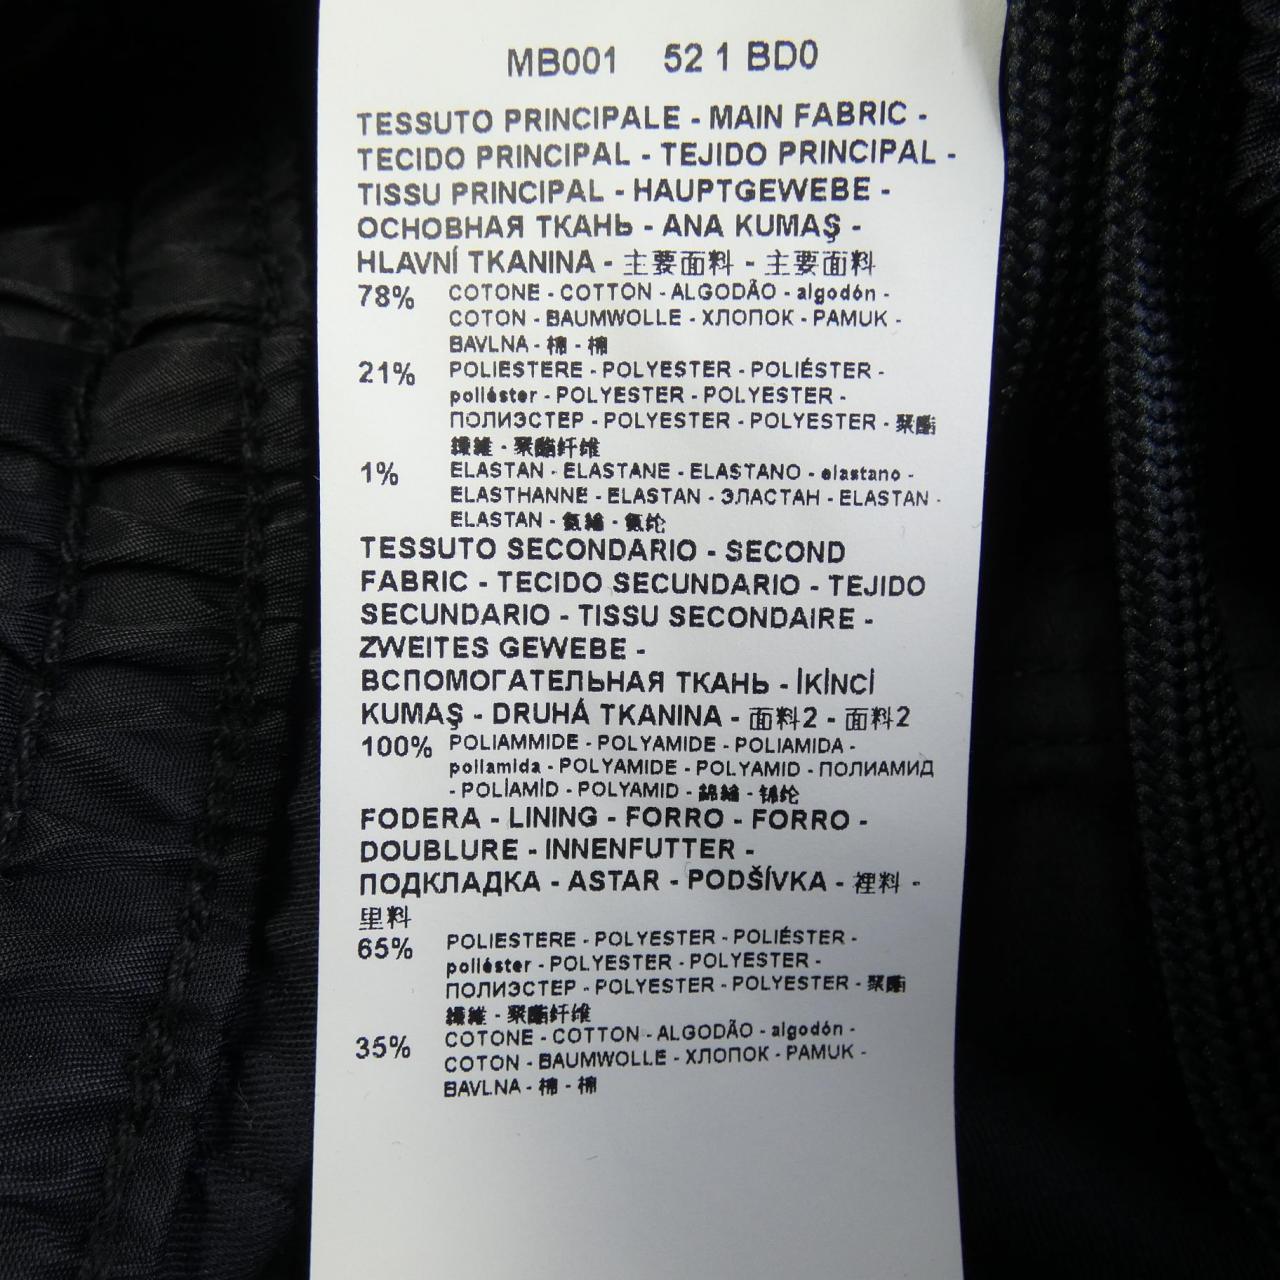 MB001 52 1 BD0
TESSUTO PRINCIPALE - MAIN FABRIC -
TECIDO PRINCIPAL - TEJIDO PRINCIPAL -
TISSU PRINCIPAL - HAUPTGEWEBE -
ОСНОВНАЯ ТКАНЬ - ANA KUMAŞ -
HLAVNÍ TKANINA - 主要面料 - 主要面料
78% COTONE - COTTON - ALGODÃO - algodón -
COTON - BAUMWOLLE - ХЛОПОК - PAMUK -
BAVLNA - 棉 - 棉
21% POLIESTERE - POLYESTER - POLIÉSTER -
poliéster - POLYESTER - POLYESTER -
ПОЛИЭСТЕР - POLYESTER - POLYESTER - 聚酯
纖維 - 聚酯纤维
1% ELASTAN - ELASTANE - ELASTANO - elastano -
ELASTHANNE - ELASTAN - ЭЛАСТАН - ELASTAN -
ELASTAN - 氨綸 - 氨纶
TESSUTO SECONDARIO - SECOND
FABRIC - TECIDO SECUNDARIO - TEJIDO
SECUNDARIO - TISSU SECONDAIRE -
ZWEITES GEWEBE -
ВСПОМОГАТЕЛЬНАЯ ТКАНЬ - İKİNCİ
KUMAŞ - DRUHÁ TKANINA - 面料2 - 面料2
100% POLIAMMIDE - POLYAMIDE - POLIAMIDA -
poliamida - POLYAMIDE - POLYAMID - ПОЛИАМИД
- POLİAMİD - POLYAMID - 錦綸 - 锦纶
FODERA - LINING - FORRO - FORRO -
DOUBLURE - INNENFUTTER -
ПОДКЛАДКА - ASTAR - PODŠÍVKA - 裡料 -
里料
65% POLIESTERE - POLYESTER - POLIÉSTER -
poliéster - POLYESTER - POLYESTER -
ПОЛИЭСТЕР - POLYESTER - POLYESTER - 聚酯
纖維 - 聚酯纤维
35% COTONE - COTTON - ALGODÃO - algodón -
COTON - BAUMWOLLE - ХЛОПОК - PAMUK -
BAVLNA - 棉 - 棉